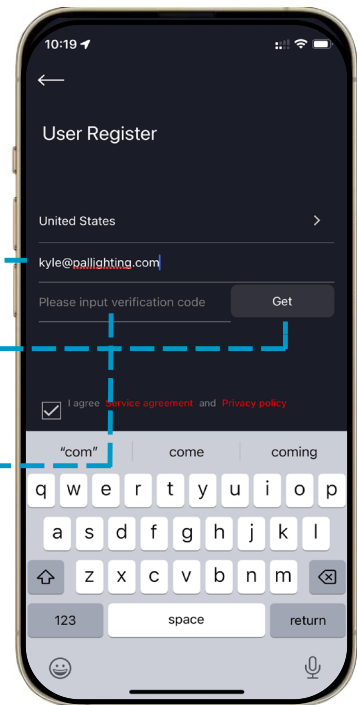 10:19
User Register
United States
kyle@pallighting.com
Please input verification code
Get
I agree Service agreement and Privacy policy
"com" come coming
q w e r t y u i o p
a s d f g h j k l
z x c v b n m
123 space return